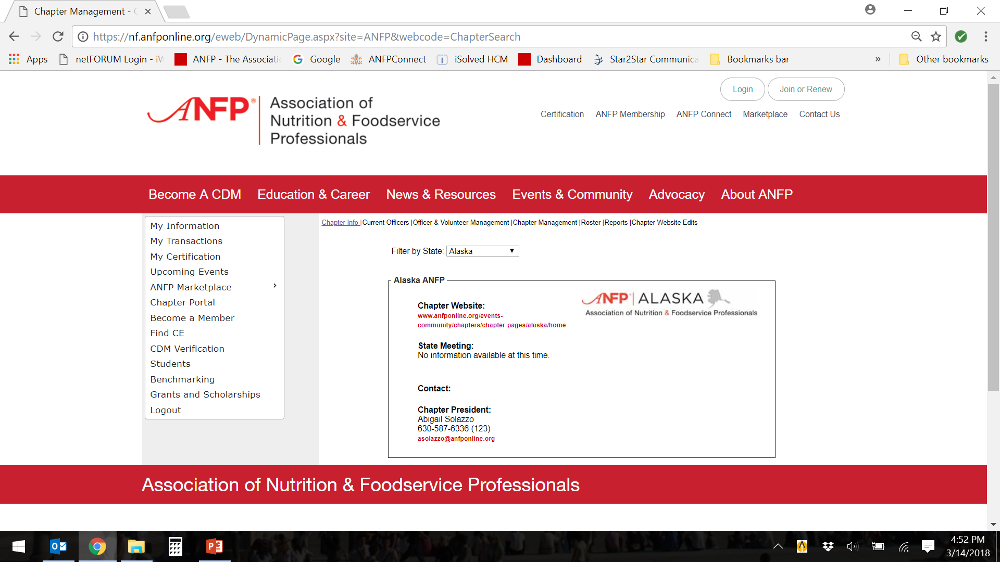 Chapter Management -
https://nf.anfponline.org/eweb/DynamicPage.aspx?site=ANFP&webcode=ChapterSearch
Apps
netFORUM Login -
ANFP - The
Google
ANFPConnect
iSolved HCM
Dashboard
Star2Star
Bookmarks bar
»
Other bookmarks
Login
Join or Renew
ANFP®
Association of
Nutrition & Foodservice
Professionals
Certification
ANFP Membership
ANFP Connect
Marketplace
Contact Us
Become A CDM
Education & Career
News & Resources
Events & Community
Advocacy
About ANFP
My Information
My Transactions
My Certification
Upcoming Events
ANFP Marketplace
Chapter Portal
Become a Member
Find CE
CDM Verification
Students
Benchmarking
Grants and Scholarships
Logout
Chapter Info |Current Officers |Officer & Volunteer Management |Chapter Management |Roster |Reports |Chapter Website Edits
Filter by State: Alaska
Alaska ANFP
ANFP ALASKA
Association of Nutrition & Foodservice Professionals
Chapter Website:
www.anfponline.org/events-
community/chapters/chapter-pages/alaska/home
State Meeting:
No information available at this time.
Contact:
Chapter President:
Abigail Solazzo
630-587-6336 (123)
asolazzo@anfponline.org
Association of Nutrition & Foodservice Professionals
4:52 PM
3/14/2018